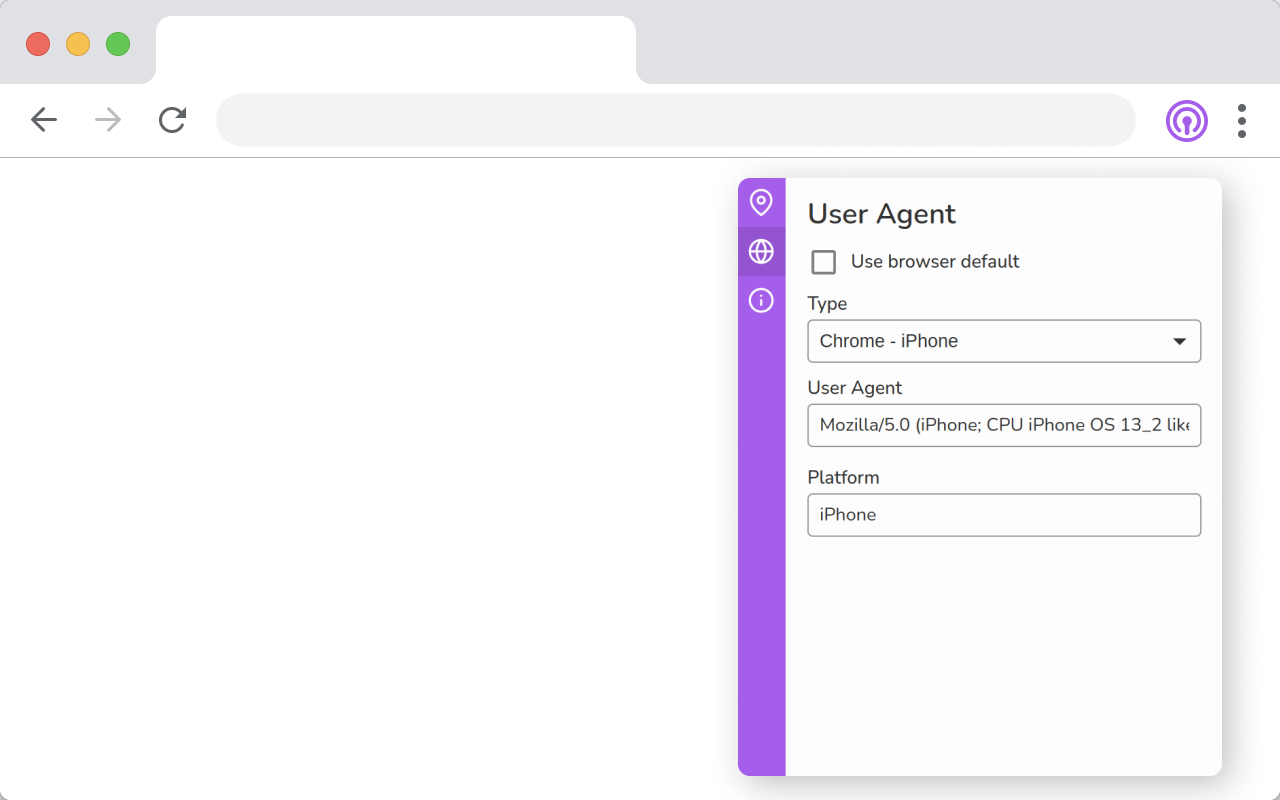 User Agent
Use browser default
Type
Chrome - iPhone
User Agent
Mozilla/5.0 (iPhone; CPU iPhone OS 13_2 like
Platform
iPhone